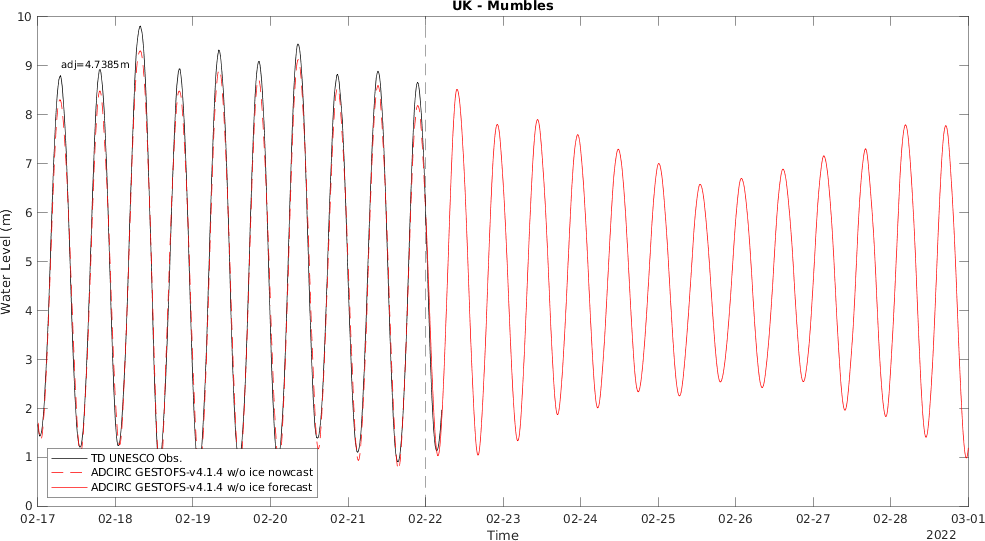 UK - Mumbles
10
9
8
7
6
5
4
3
2
1
0
Water Level (m)
adj=4.7385m
TD UNESCO Obs.
ADCIRC GESTOFS-v4.1.4 w/o ice nowcast
ADCIRC GESTOFS-v4.1.4 w/o ice forecast
02-17 02-18 02-19 02-20 02-21 02-22 02-23 02-24 02-25 02-26 02-27 02-28 03-01
Time
2022